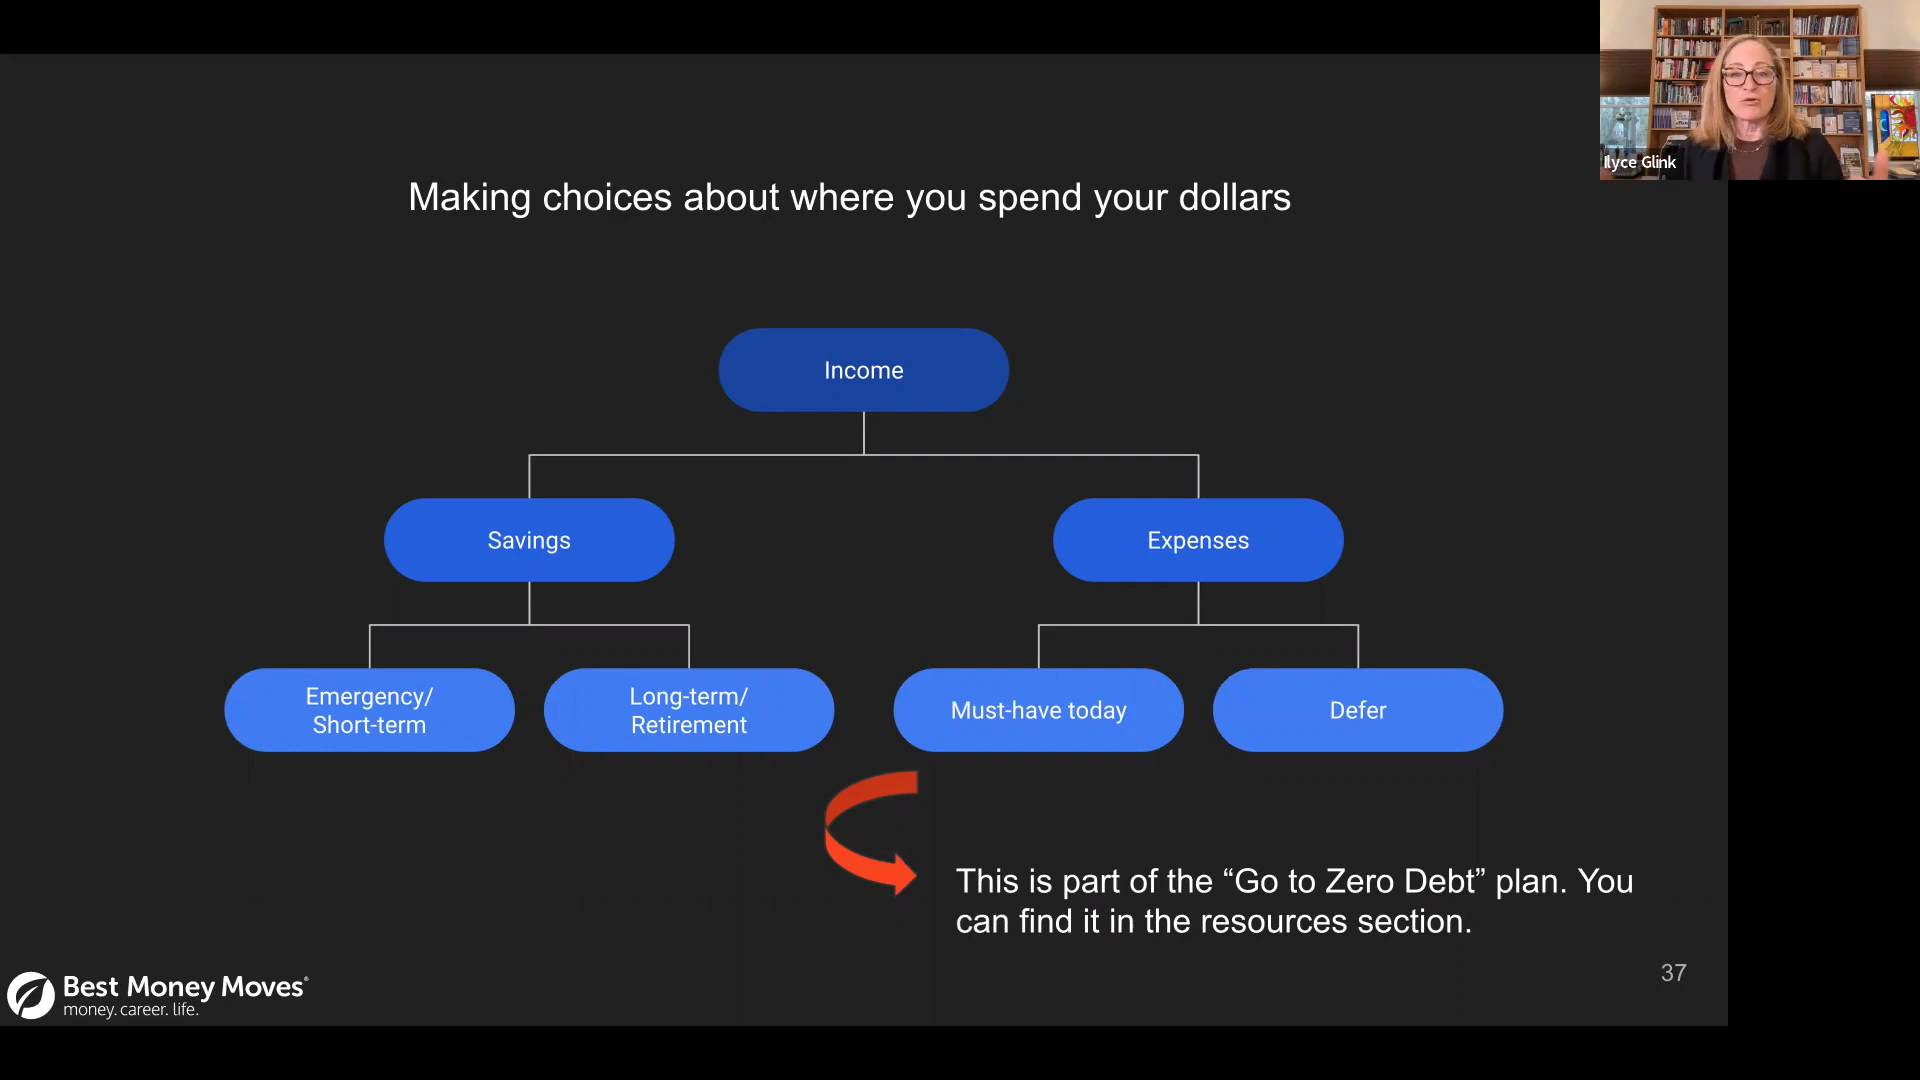 Ilyce Glink
Making choices about where you spend your dollars
Income
Savings
Expenses
Emergency/
Short-term
Long-term/
Retirement
Must-have today
Defer
This is part of the “Go to Zero Debt” plan. You
can find it in the resources section.
37
Best Money Moves®
money. career. life.